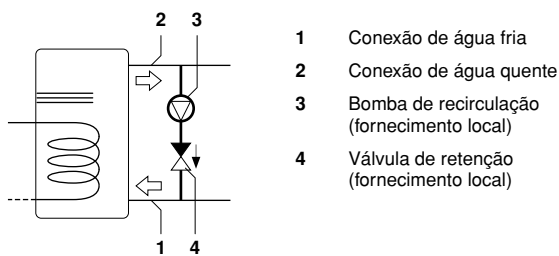 2 3
1 4
1 Conexão de água fria
2 Conexão de água quente
3 Bomba de recirculação
(fornecimento local)
4 Válvula de retenção
(fornecimento local)